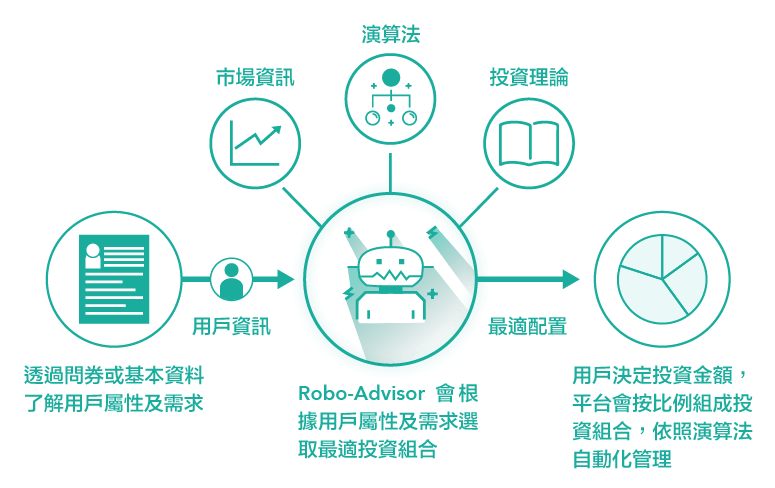 演算法
市場資訊
投資理論
用戶資訊
最適配置
透過問券或基本資料
了解用戶屬性及需求
Robo-Advisor 會根
據用戶屬性及需求選
取最適投資組合
用戶決定投資金額，
平台會按比例組成投
資組合，依照演算法
自動化管理